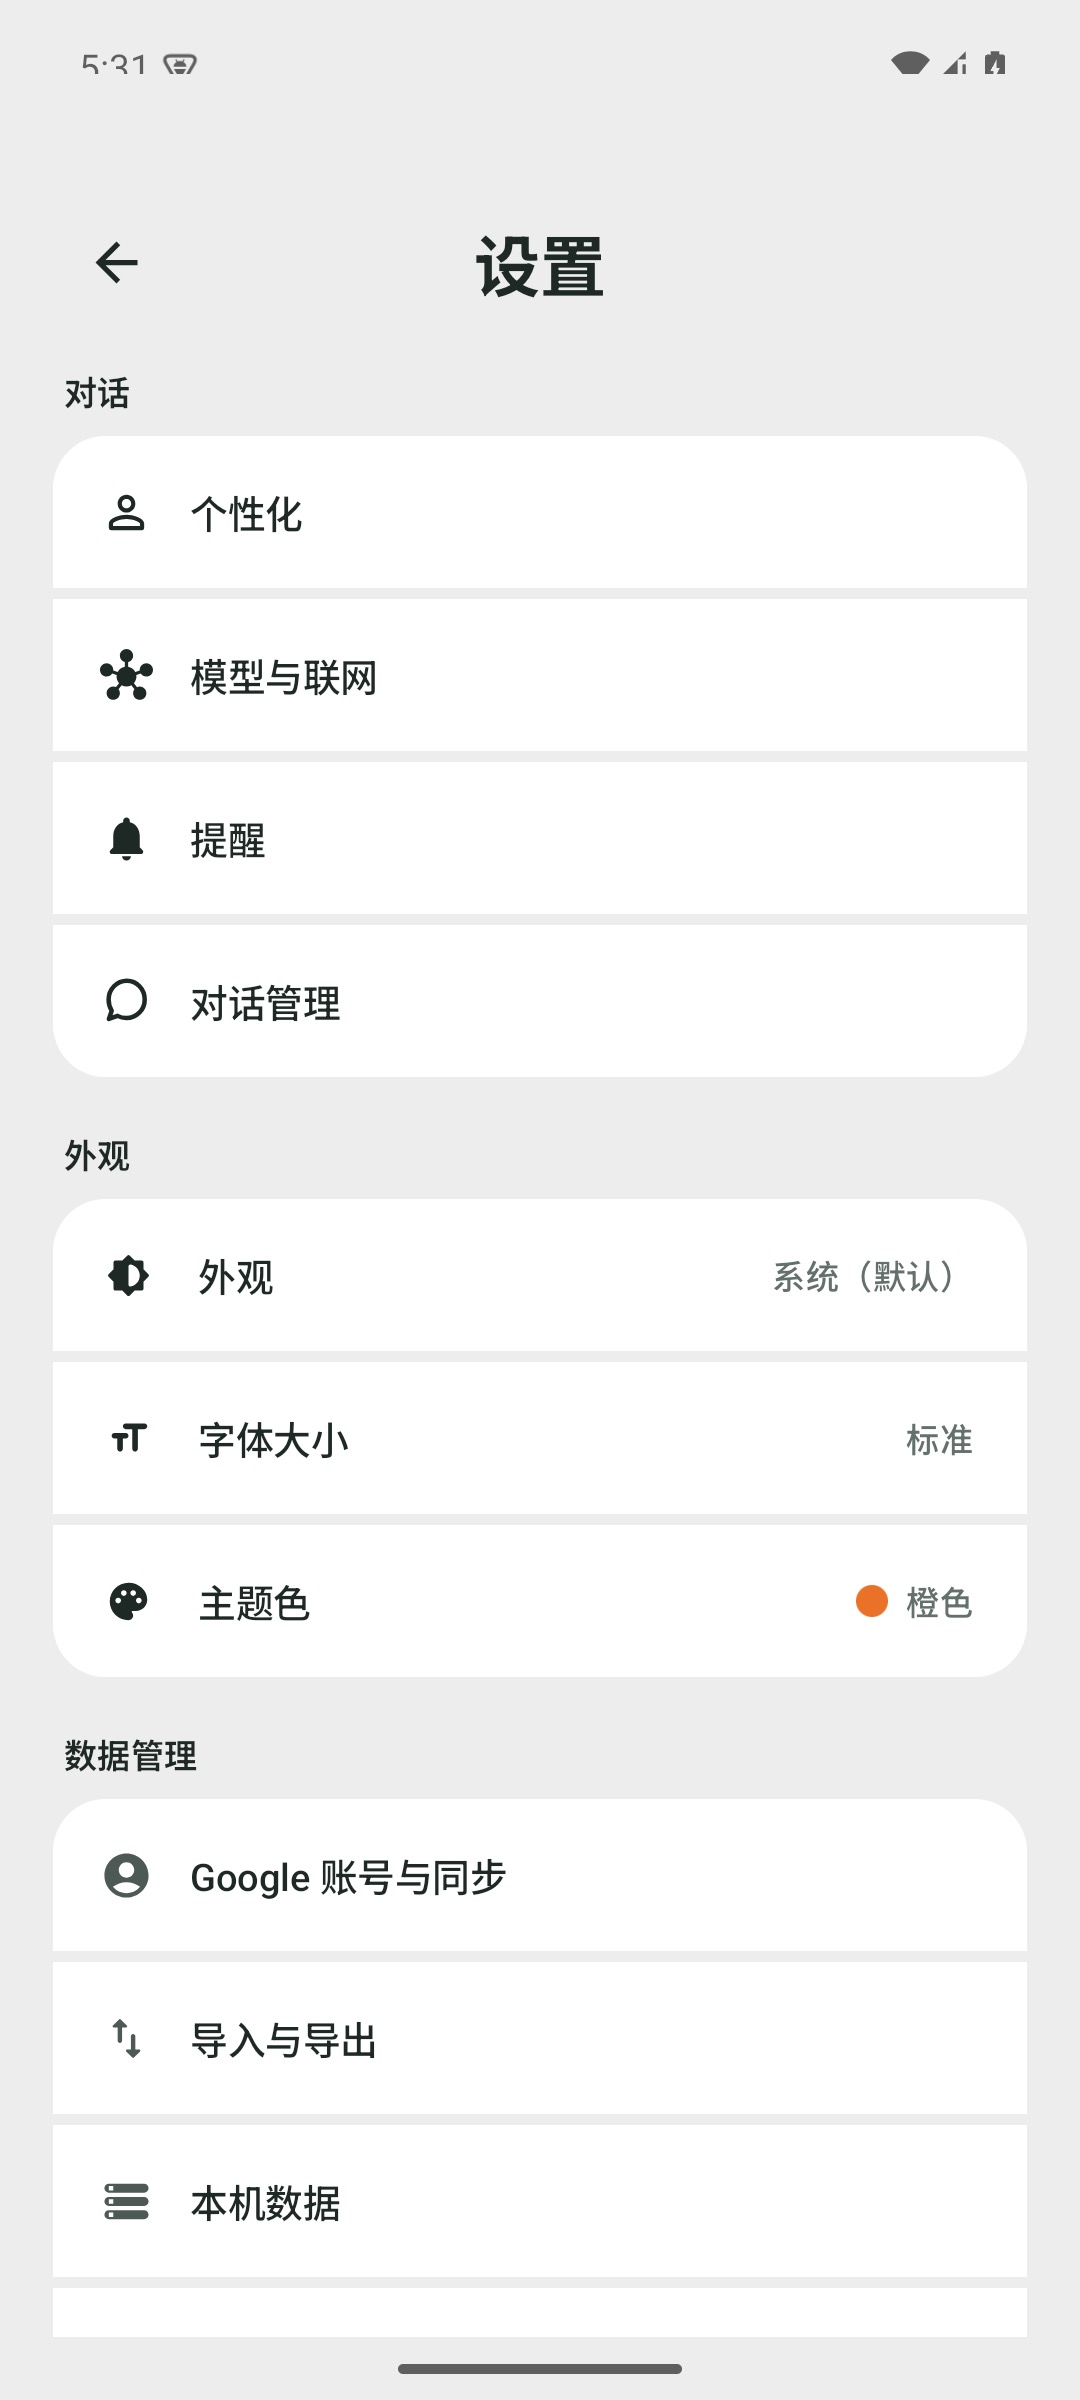 5:31
设置
对话
个性化
模型与联网
提醒
对话管理
外观
外观 系统（默认）
字体大小 标准
主题色 橙色
数据管理
Google 账号与同步
导入与导出
本机数据